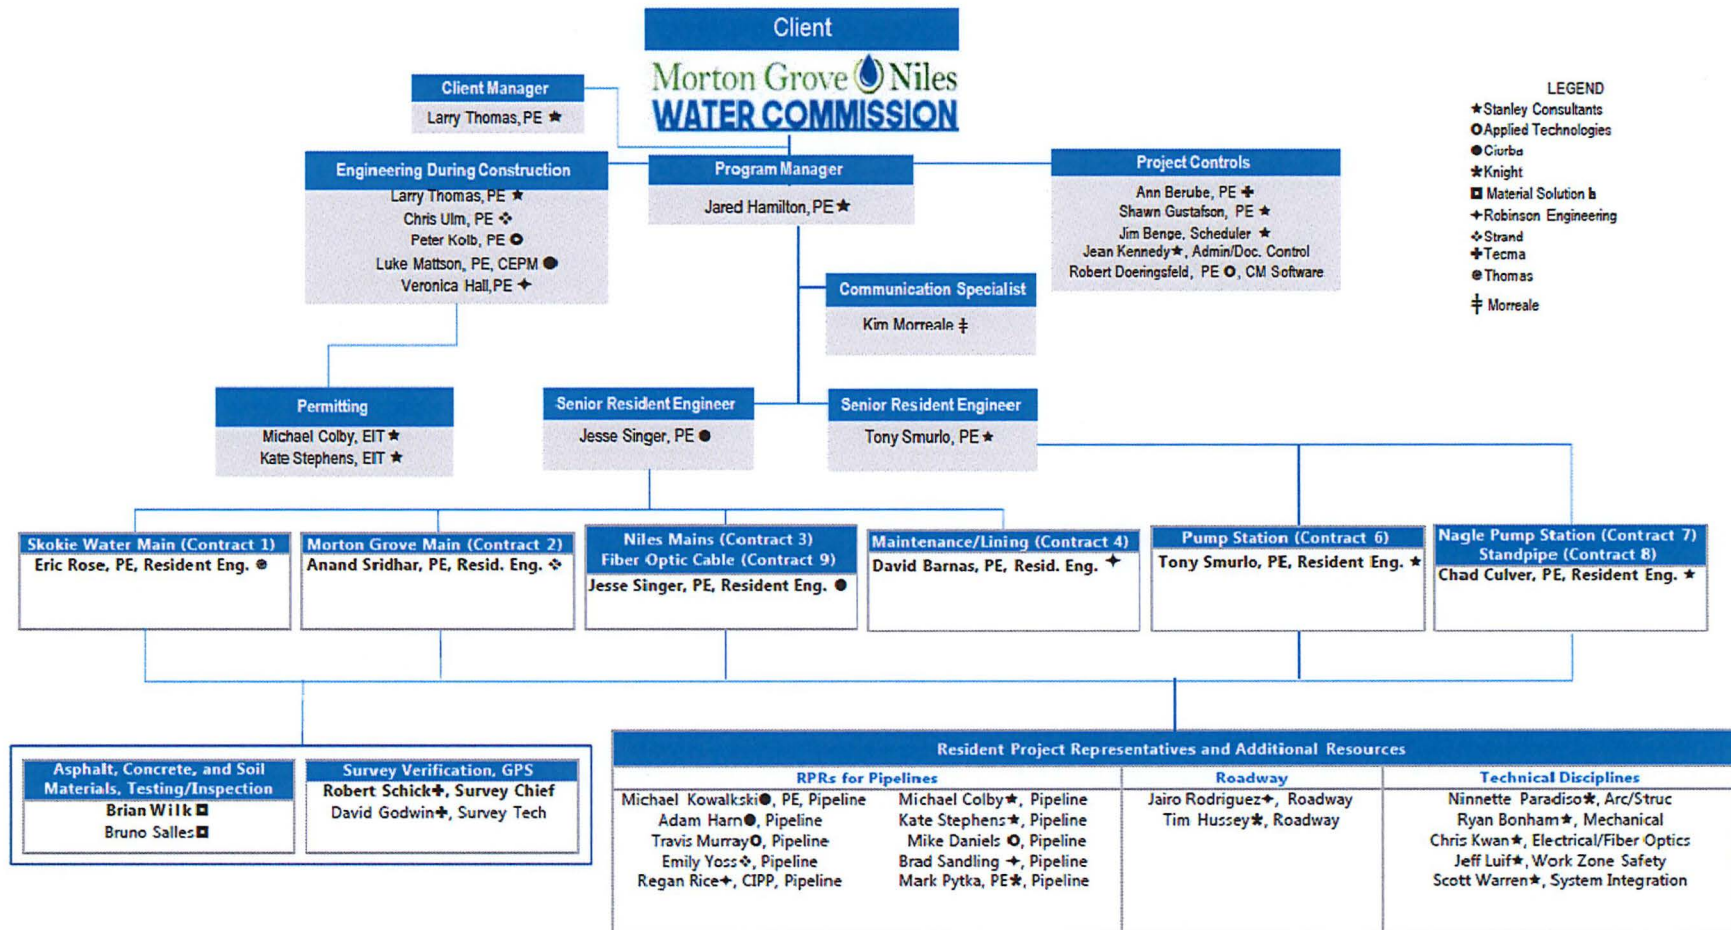 Client
Morton Grove Niles
WATER COMMISSION
Client Manager
Larry Thomas, PE ★
LEGEND
★Stanley Consultants
✪Applied Technologies
●Ciurba
✱Knight
◘ Material Solution
✦Robinson Engineering
❖Strand
✚Tecma
Thomas
ǂ Morreale
Engineering During Construction
Larry Thomas, PE ★
Chris Ulm, PE ❖
Peter Kolb, PE ✪
Luke Mattson, PE, CEPM ●
Veronica Hall,PE ✦
Program Manager
Jared Hamilton, PE ★
Project Controls
Ann Berube, PE ✚
Shawn Gustafson, PE ★
Jim Benge, Scheduler ★
Jean Kennedy★, Admin/Doc. Control
Robert Doeringsfeld, PE ✪, CM Software
Communication Specialist
Kim Morreale ǂ
Permitting
Michael Colby, EIT ★
Kate Stephens, EIT ★
Senior Resident Engineer
Jesse Singer, PE ●
Senior Resident Engineer
Tony Smurlo, PE ★
Skokie Water Main (Contract 1)
Eric Rose, PE, Resident Eng.
Morton Grove Main (Contract 2)
Anand Sridhar, PE, Resid. Eng. ❖
Niles Mains (Contract 3)
Fiber Optic Cable (Contract 9)
Jesse Singer, PE, Resident Eng. ●
Maintenance/Lining (Contract 4)
David Barnas, PE, Resid. Eng. ✦
Pump Station (Contract 6)
Tony Smurlo, PE, Resident Eng. ★
Nagle Pump Station (Contract 7)
Standpipe (Contract 8)
Chad Culver, PE, Resident Eng. ★
Asphalt, Concrete, and Soil
Materials, Testing/Inspection
Brian Wilk ◘
Bruno Salles◘
Survey Verification, GPS
Robert Schick✚, Survey Chief
David Godwin✚, Survey Tech
Resident Project Representatives and Additional Resources
RPRs for Pipeline
Michael Kowalkski●, PE, Pipeline
Adam Harn●, Pipeline
Travis Murray✪, Pipeline
Emily Yoss❖, Pipeline
Regan Rice✦, CIPP, Pipeline
Michael Colby★, Pipeline
Kate Stephens★, Pipeline
Mike Daniels ✪, Pipeline
Brad Sandling ✦, Pipeline
Mark Pytka, PE✱, Pipeline
Roadway
Jairo Rodriguez✦, Roadway
Tim Hussey✱, Roadway
Technical Disciplines
Ninnette Paradiso✱, Arc/Struc
Ryan Bonham★, Mechanical
Chris Kwan★, Electrical/Fiber Optics
Jeff Luif★, Work Zone Safety
Scott Warren★, System Integration